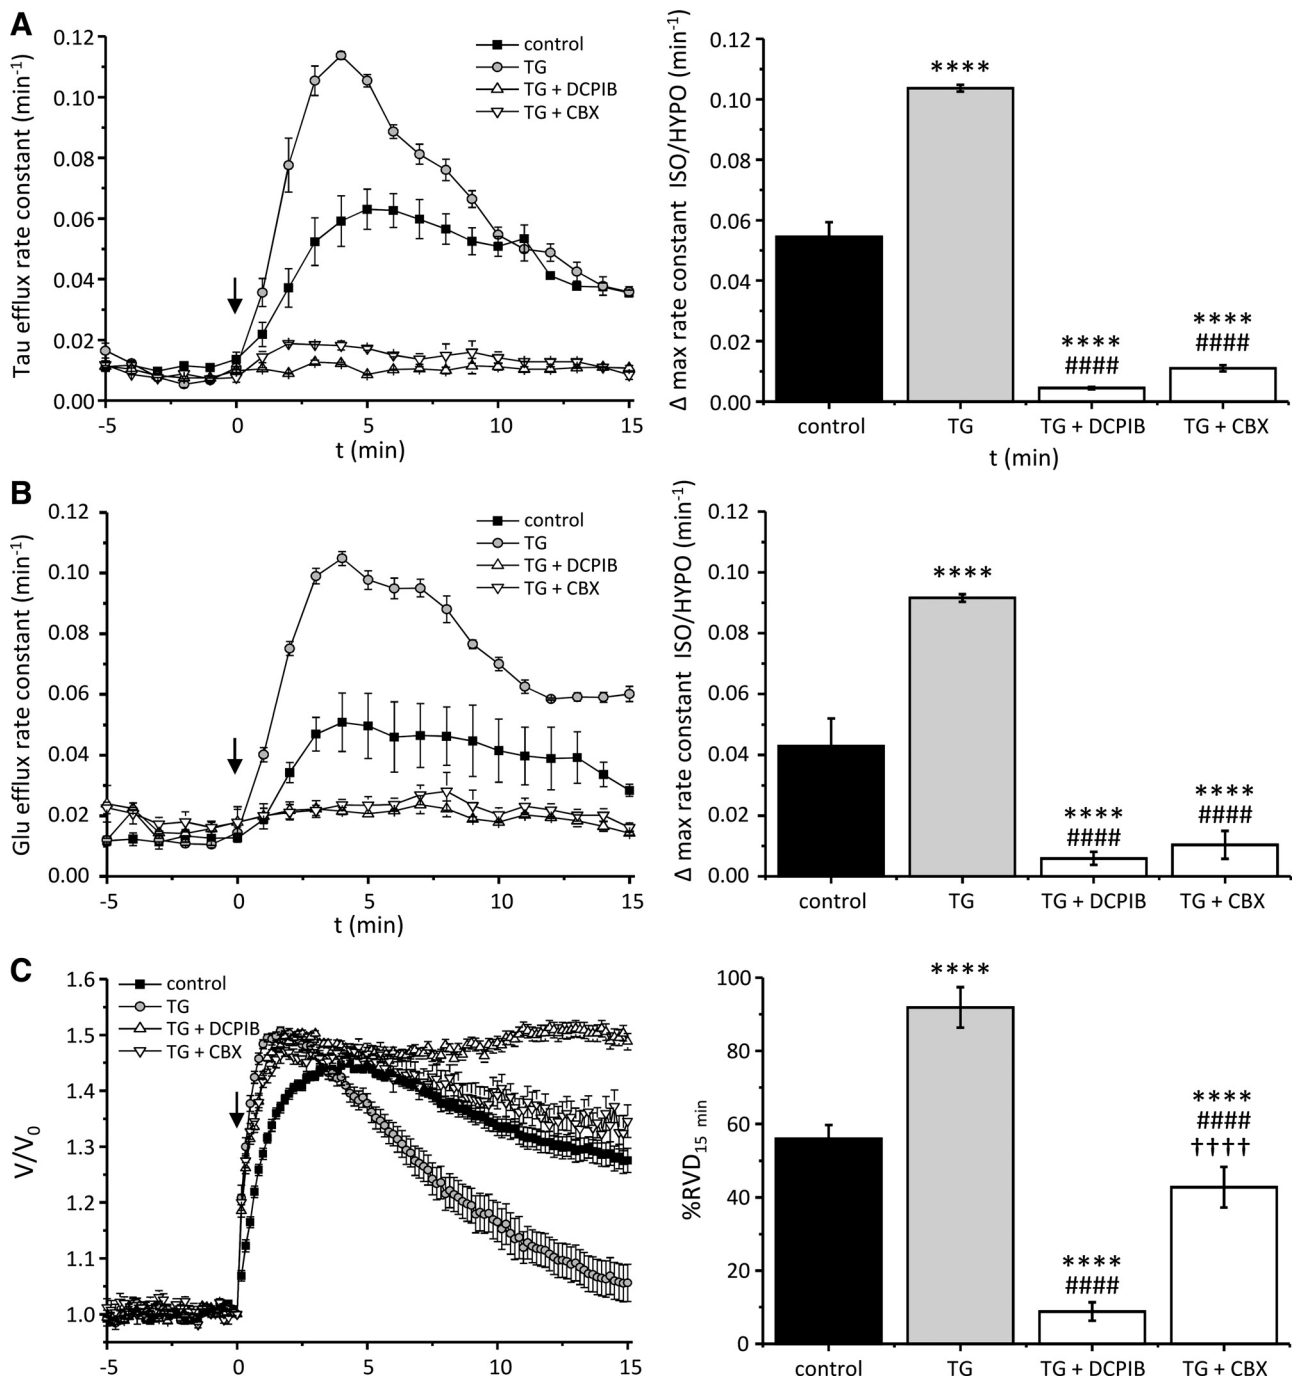 A
Tau efflux rate constant (min-1)
0.12
0.10
0.08
0.06
0.04
0.02
0.00
-5
0
5
10
15
t (min)
control
TG
TG + DCPIB
TG + CBX
Δ max rate constant ISO/HYPO (min-1)
0.12
0.10
0.08
0.06
0.04
0.02
0.00
****
****
####
****
####
control
TG
TG + DCPIB
TG + CBX
t (min)
B
Glu efflux rate constant (min-1)
0.12
0.10
0.08
0.06
0.04
0.02
0.00
-5
0
5
10
15
t (min)
control
TG
TG + DCPIB
TG + CBX
Δ max rate constant ISO/HYPO (min-1)
0.12
0.10
0.08
0.06
0.04
0.02
0.00
****
****
####
****
####
control
TG
TG + DCPIB
TG + CBX
C
V/V0
1.6
1.5
1.4
1.3
1.2
1.1
1.0
-5
0
5
10
15
control
TG
TG + DCPIB
TG + CBX
%RVD15 min
100
80
60
40
20
0
****
****
####
****
####
††††
control
TG
TG + DCPIB
TG + CBX